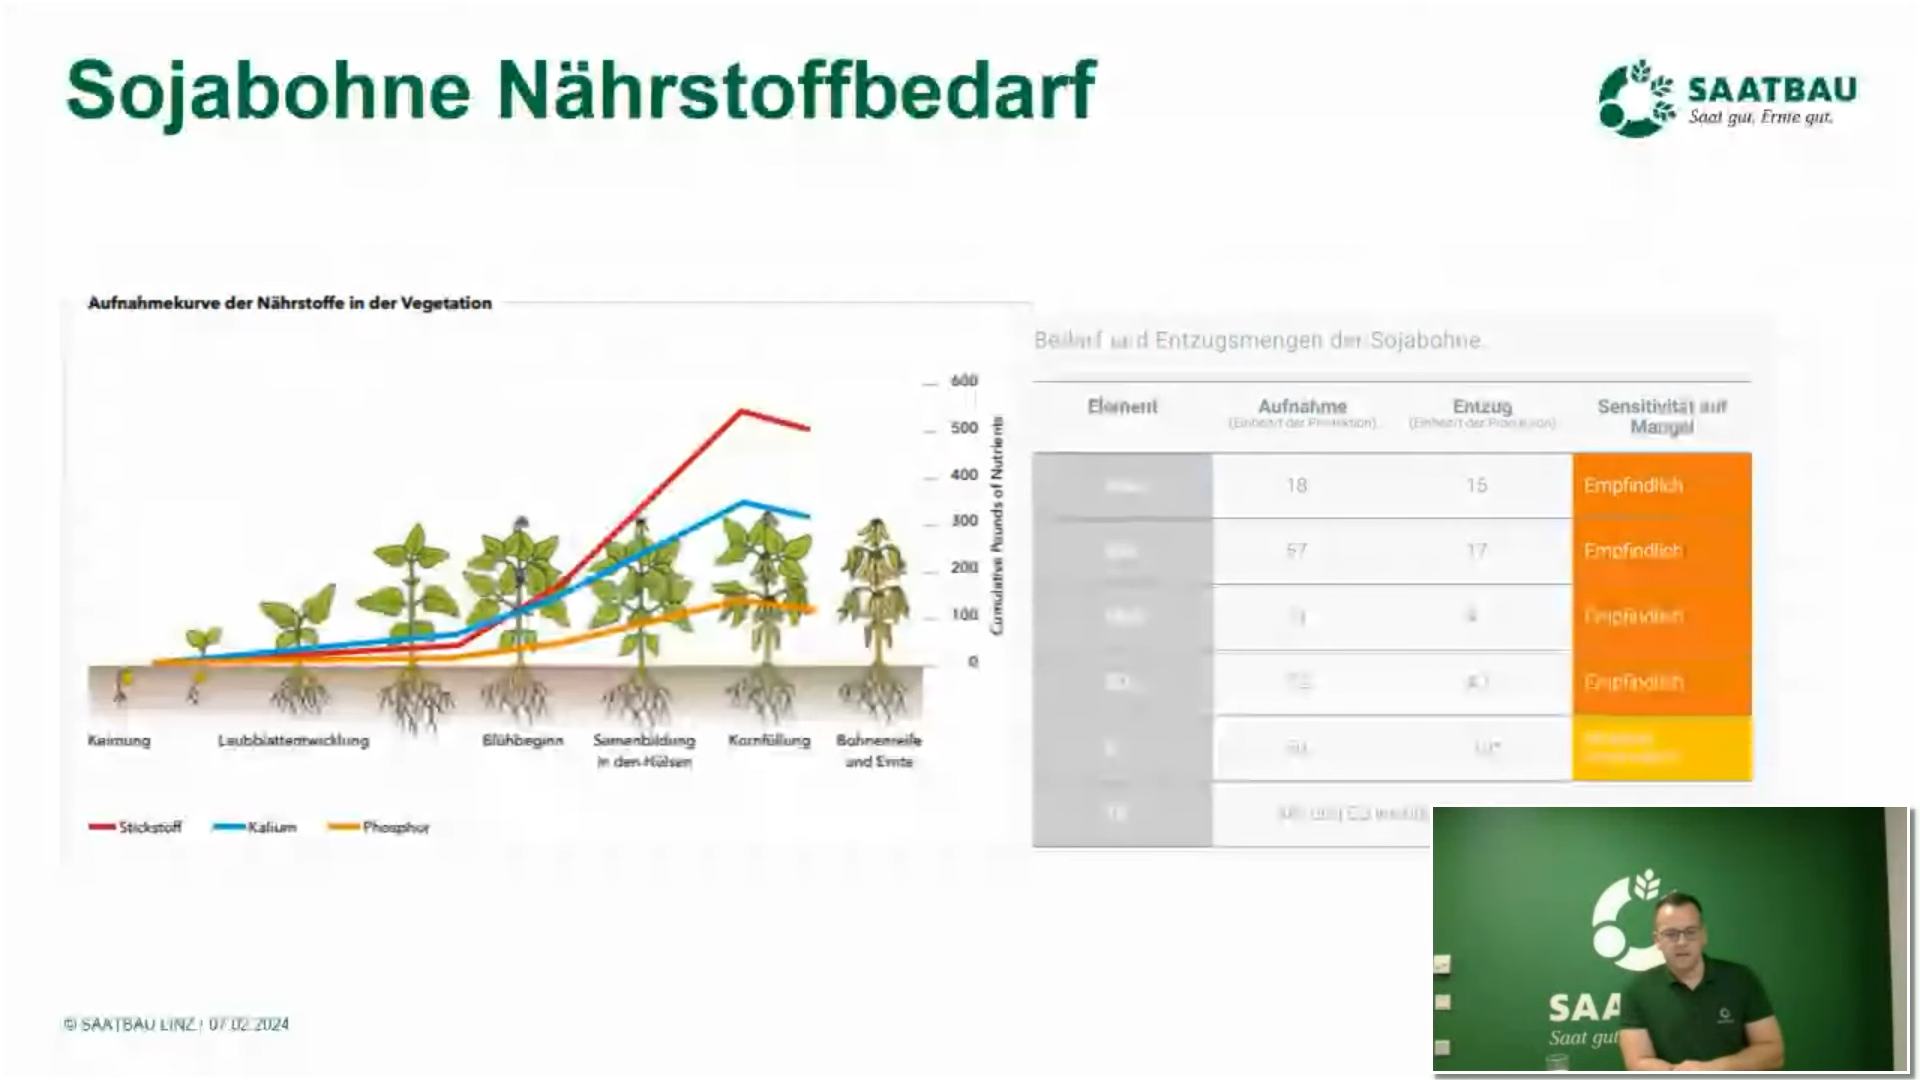 Sojabohne Nährstoffbedarf
SAATBAU
Saat gut, Ernte gut.
Aufnahmekurve der Nährstoffe in der Vegetation
600
500
400
300
200
100
0
Cumulative Pounds of Nutrients
Keimung
Laubblattentwicklung
Blühbeginn
Samenbildung
in den Hülsen
Kornfüllung
Bohnenreife
und Ernte
Stickstoff
Kalium
Phosphor
Bedarf und Entzugsmengen der Sojabohne.
Element
Aufnahme
(Einheit der Produktion)
Entzug
(Einheit der Produktion)
Sensitivität auf
Mangel
18
15
Empfindlich
17
Empfindlich
Empfindlich
Empfindlich
© SAATBAU LINZ / 07.02.2024
SAA
Saat gut